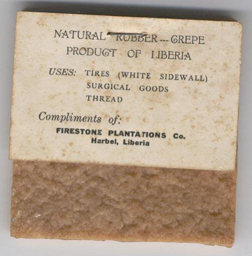 NATURAL RUBBER -- CREPE
PRODUCT OF LIBERIA
USES: TIRES (WHITE SIDEWALL)
SURGICAL GOODS
THREAD
Compliments of:
FIRESTONE PLANTATIONS Co.
Harbel, Liberia